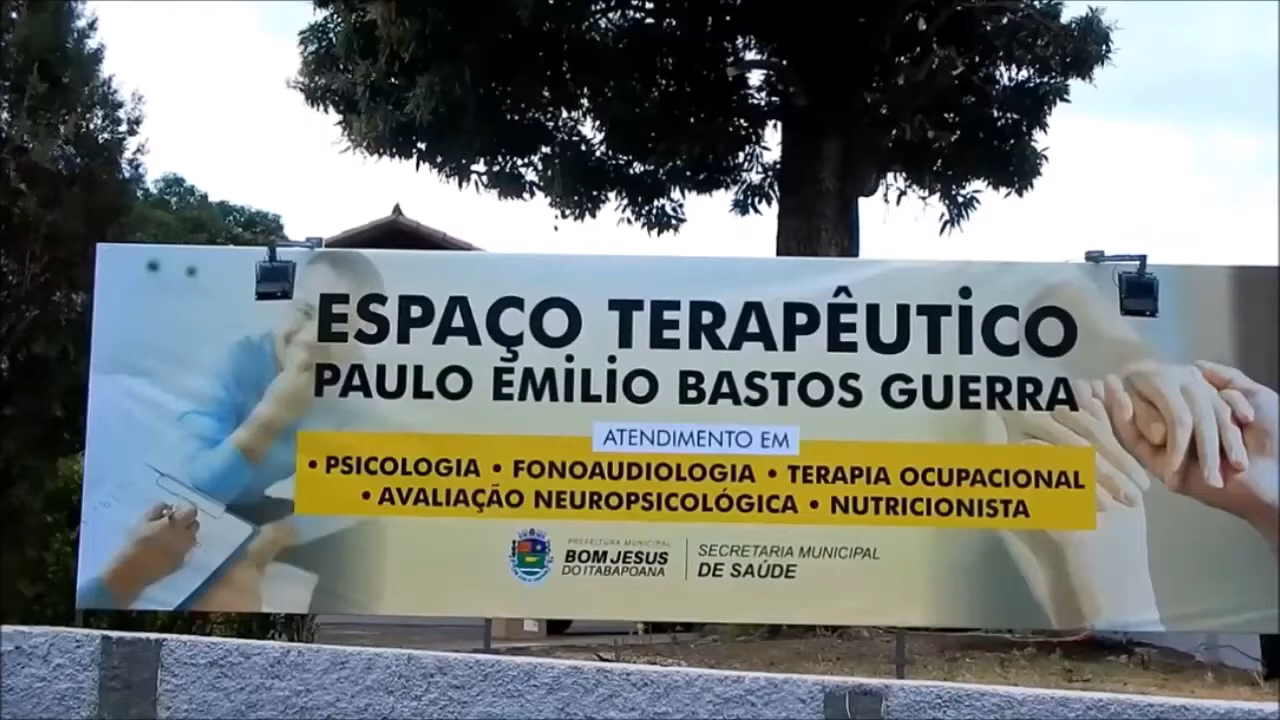 ESPAÇO TERAPÊUTICO
PAULO EMILIO BASTOS GUERRA
ATENDIMENTO EM
• PSICOLOGIA • FONOAUDIOLOGIA • TERAPIA OCUPACIONAL
• AVALIAÇÃO NEUROPSICOLÓGICA • NUTRICIONISTA
PREFEITURA MUNICIPAL
BOM JESUS
DO ITABAPOANA
SECRETARIA MUNICIPAL
DE SAÚDE